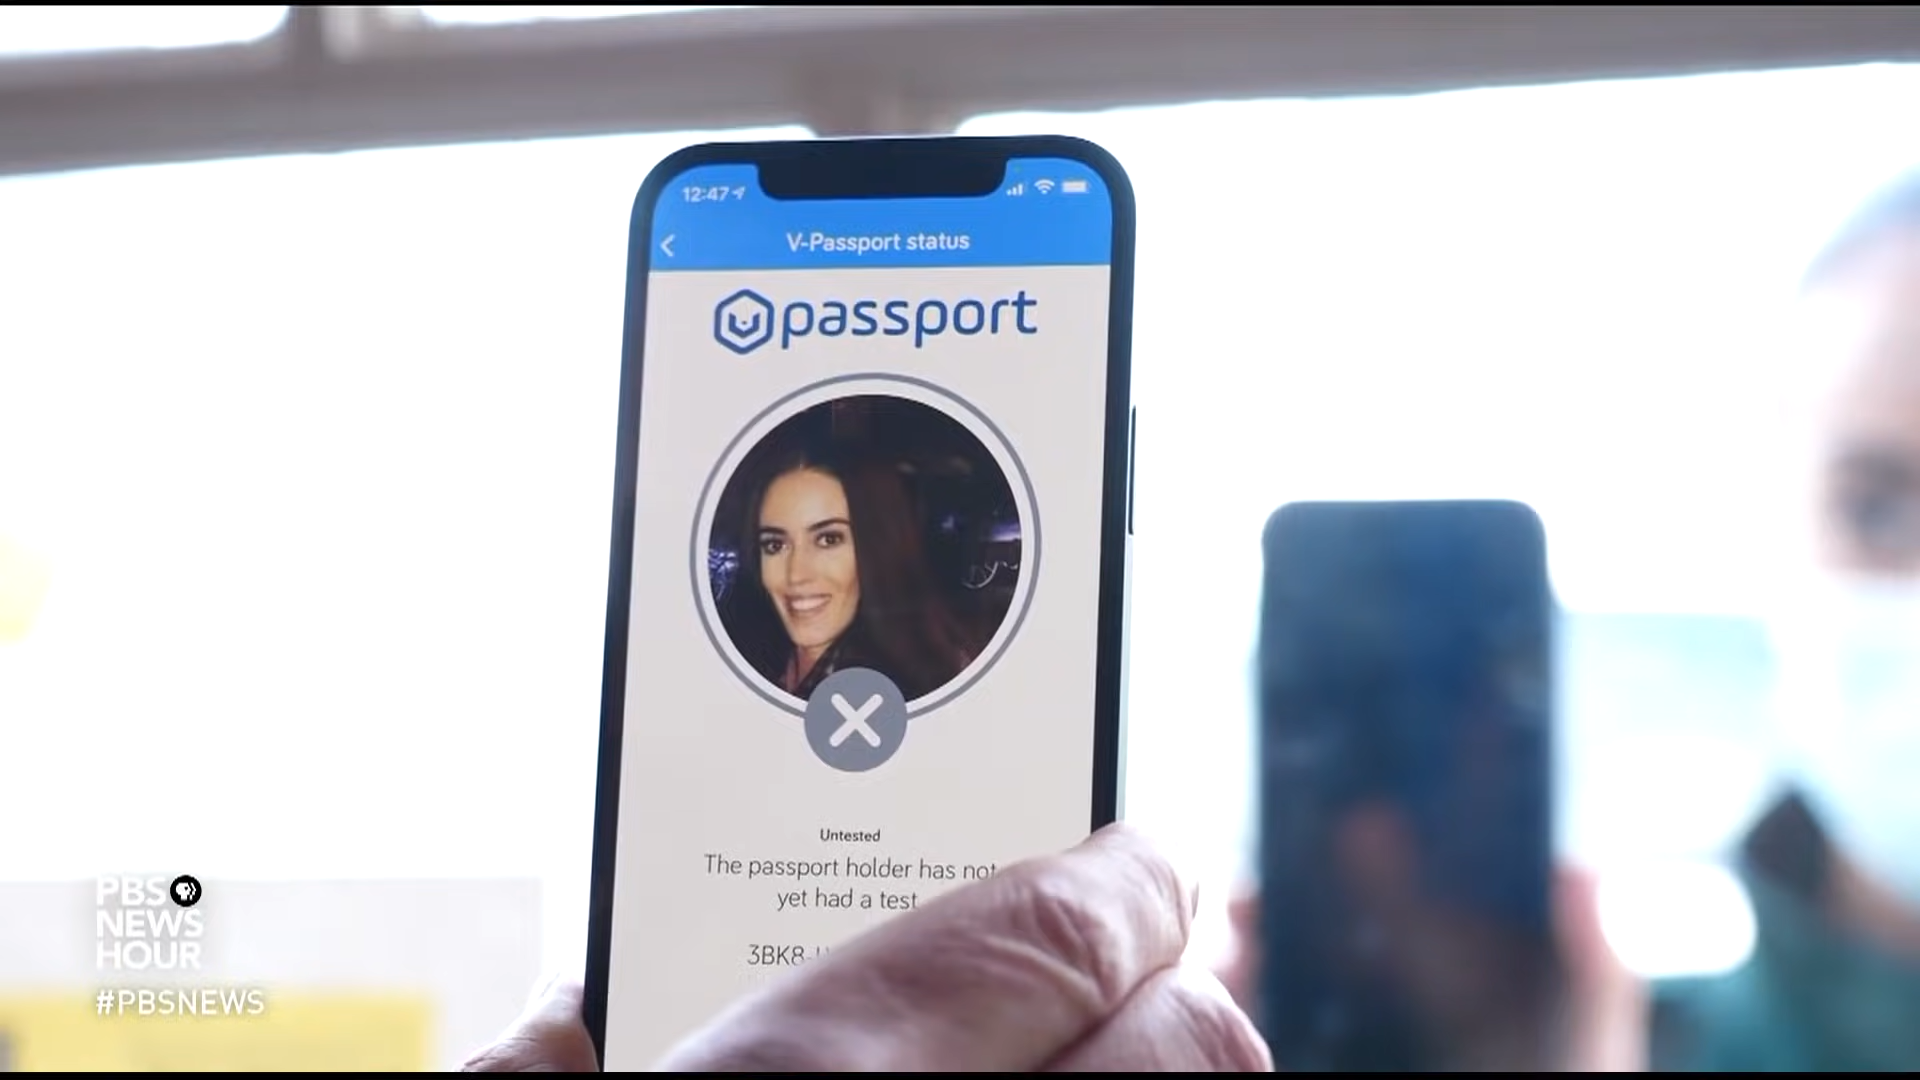 12:47
V-Passport status
passport
Untested
The passport holder has not
yet had a test
3BK8-
PBS
NEWS
HOUR
#PBSNEWS